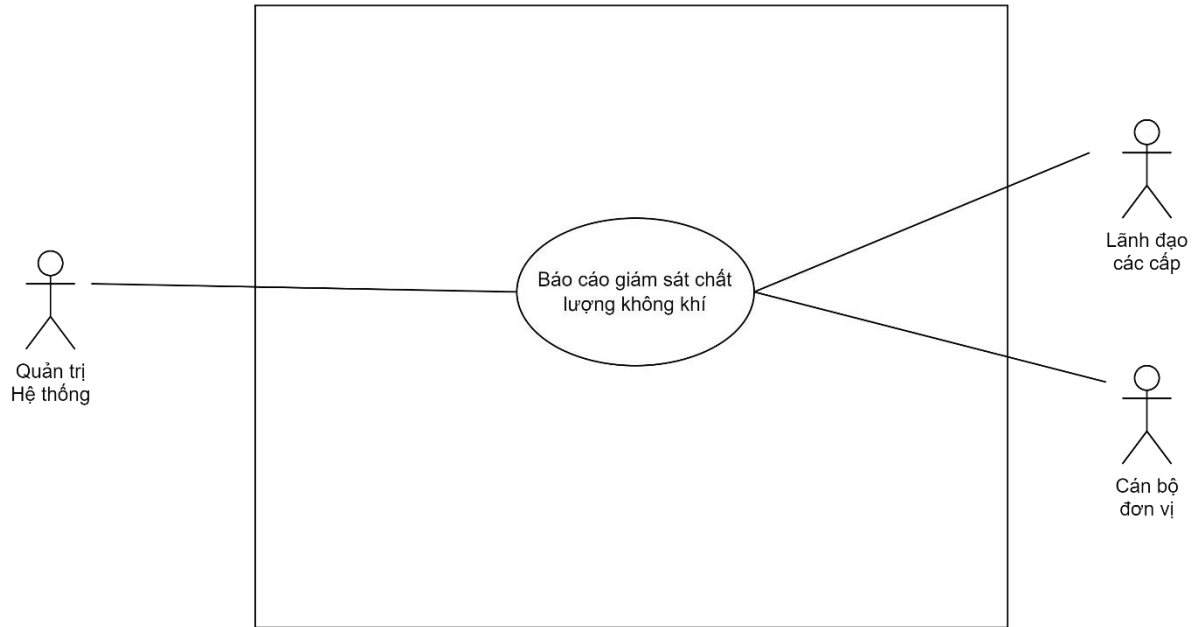 Lãnh đạo
các cấp
Báo cáo giám sát chất
lượng không khí
Quản trị
Hệ thống
Cán bộ
đơn vị